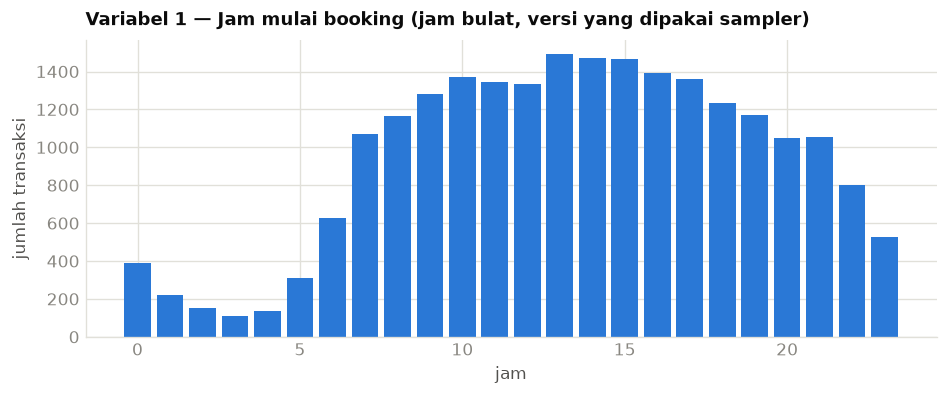 Variabel 1 — Jam mulai booking (jam bulat, versi yang dipakai sampler)
jumlah transaksi
1400
1200
1000
800
600
400
200
0
0 5 10 15 20
jam